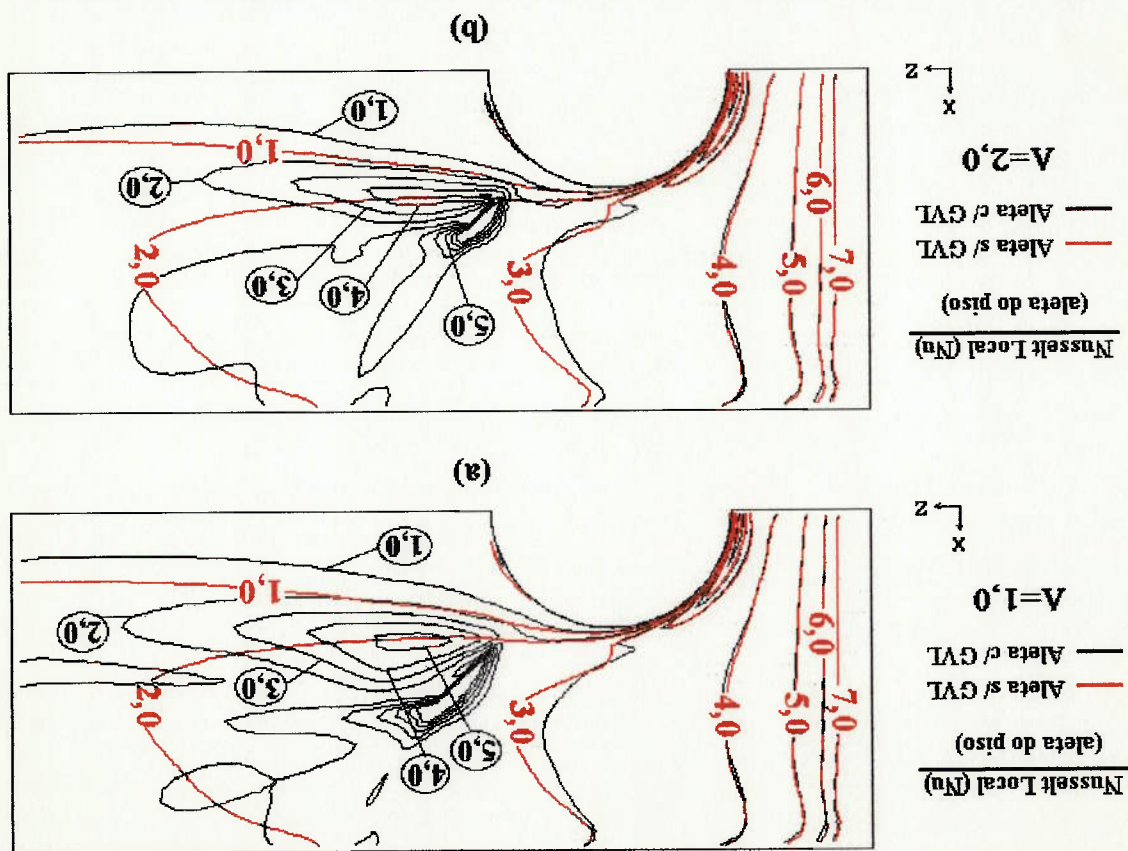 Nusselt Local (Nu)
(aleta do piso)
Aleta s/ GVL
Aleta c/ GVL
Λ=1,0
X
Z
7,0
6,0
5,0
4,0
3,0
2,0
1,0
5,0
4,0
3,0
2,0
1,0
(a)
Nusselt Local (Nu)
(aleta do piso)
Aleta s/ GVL
Aleta c/ GVL
Λ=2,0
X
Z
7,0
6,0
5,0
4,0
3,0
2,0
1,0
5,0
4,0
3,0
2,0
1,0
(b)